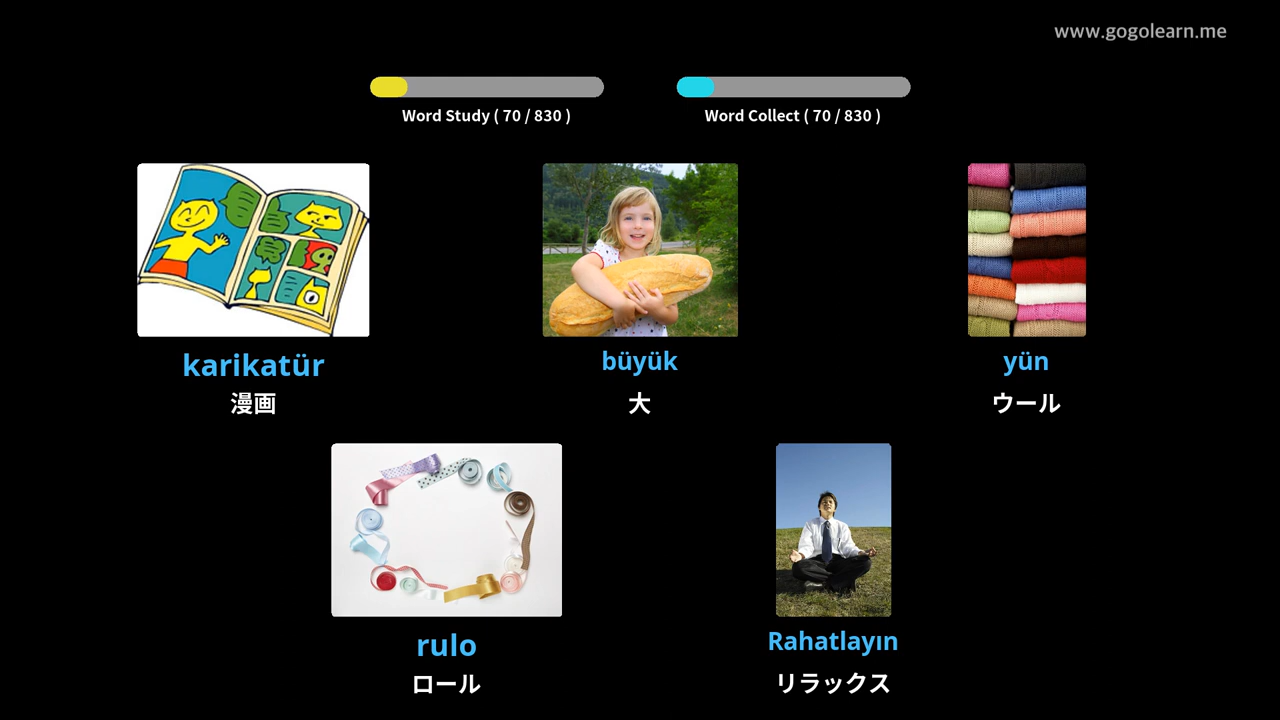 www.gogolearn.me
Word Study ( 70 / 830 )
Word Collect ( 70 / 830 )
karikatür
漫画
büyük
大
yün
ウール
rulo
ロール
Rahatlayın
リラックス